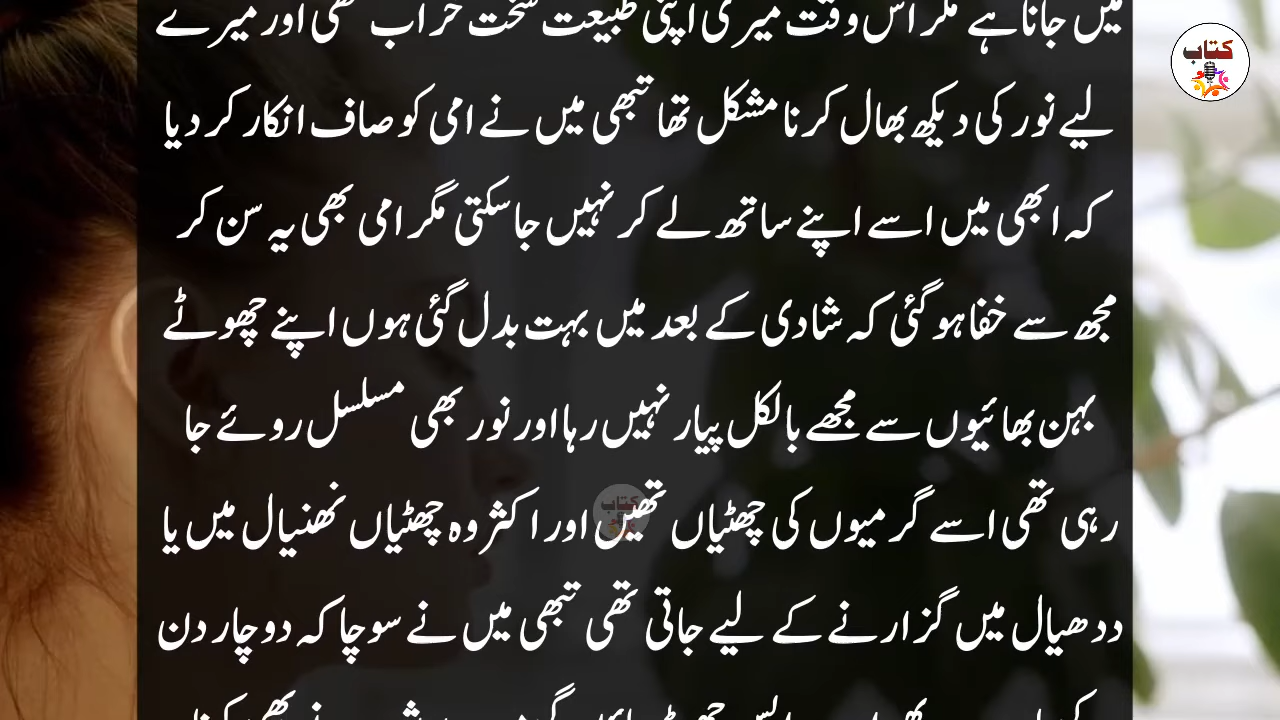 میں جانا ہے مگر اس وقت میری اپنی طبیعت سخت خراب تھی اور میرے
لیے نور کی دیکھ بھال کرنا مشکل تھا تبھی میں نے امی کو صاف انکار کر دیا
کہ ابھی میں اسے اپنے ساتھ لے کر نہیں جا سکتی مگر امی بھی یہ سن کر
مجھ سے خفا ہو گئی کہ شادی کے بعد میں بہت بدل گئی ہوں اپنے چھوٹے
بہن بھائیوں سے مجھے بالکل پیار نہیں رہا اور نور بھی مسلسل روئے جا
رہی تھی اسے گرمیوں کی چھٹیاں تھیں اور اکثر وہ چھٹیاں نھنیال میں یا
ددھیال میں گزارنے کے لیے جاتی تھی تبھی میں نے سوچا کہ دو چار دن
کتاب
کتاب